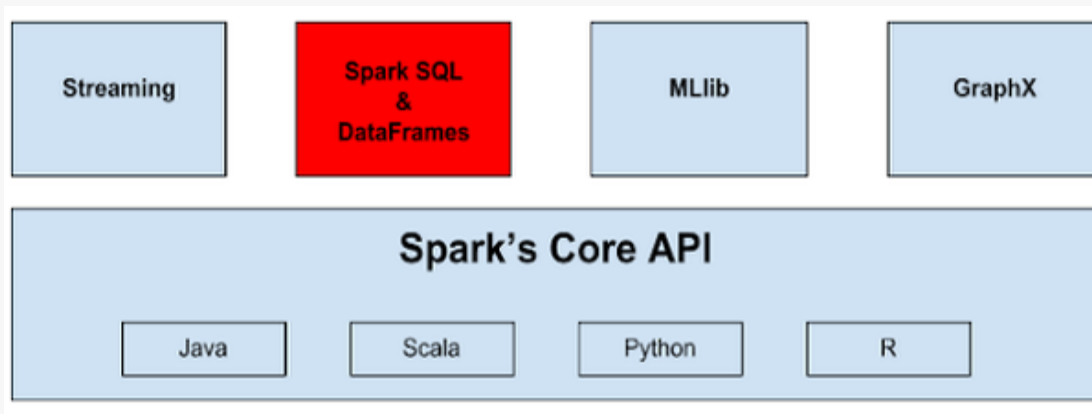 Streaming
Spark SQL
&
DataFrames
MLlib
GraphX
Spark’s Core API
Java
Scala
Python
R